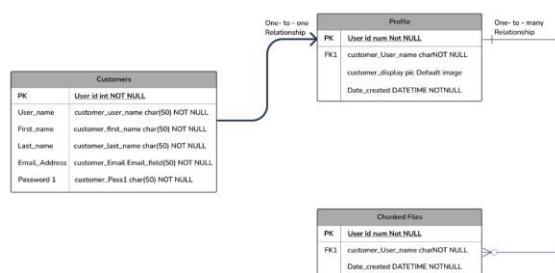 One- to - one
Relationship
Profile
PK User id num Not NULL
FK1 customer_User_name charNOT NULL
customer_display pic Default image
Date_created DATETIME NOTNULL
One- to - many
Relationship
Customers
PK User id int NOT NULL
User_name customer_user_name char(50) NOT NULL
First_name customer_first_name char(50) NOT NULL
Last_name customer_last_name char(50) NOT NULL
Email_Address customer_Email Email_field(50) NOT NULL
Password 1 customer_Pass1 char(50) NOT NULL
Chunked Files
PK User id num Not NULL
FK1 customer_User_name charNOT NULL
Date_created DATETIME NOTNULL